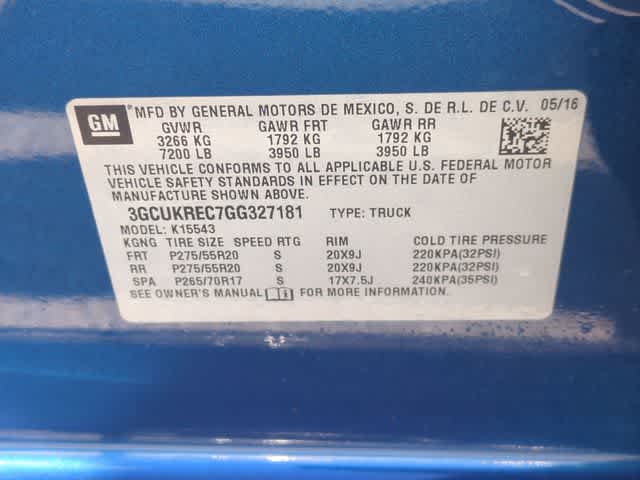 GM
MFD BY GENERAL MOTORS DE MEXICO, S. DE R.L. DE C.V. 05/16
GVWR GAWR FRT GAWR RR
3266 KG 1792 KG 1792 KG
7200 LB 3950 LB 3950 LB
THIS VEHICLE CONFORMS TO ALL APPLICABLE U.S. FEDERAL MOTOR
VEHICLE SAFETY STANDARDS IN EFFECT ON THE DATE OF
MANUFACTURE SHOWN ABOVE.
3GCUKREC7GG327181 TYPE: TRUCK
MODEL: K15543
KGNG TIRE SIZE SPEED RTG RIM COLD TIRE PRESSURE
FRT P275/55R20 S 20X9J 220KPA(32PSI)
RR P275/55R20 S 20X9J 220KPA(32PSI)
SPA P265/70R17 S 17X7.5J 240KPA(35PSI)
SEE OWNER'S MANUAL FOR MORE INFORMATION.